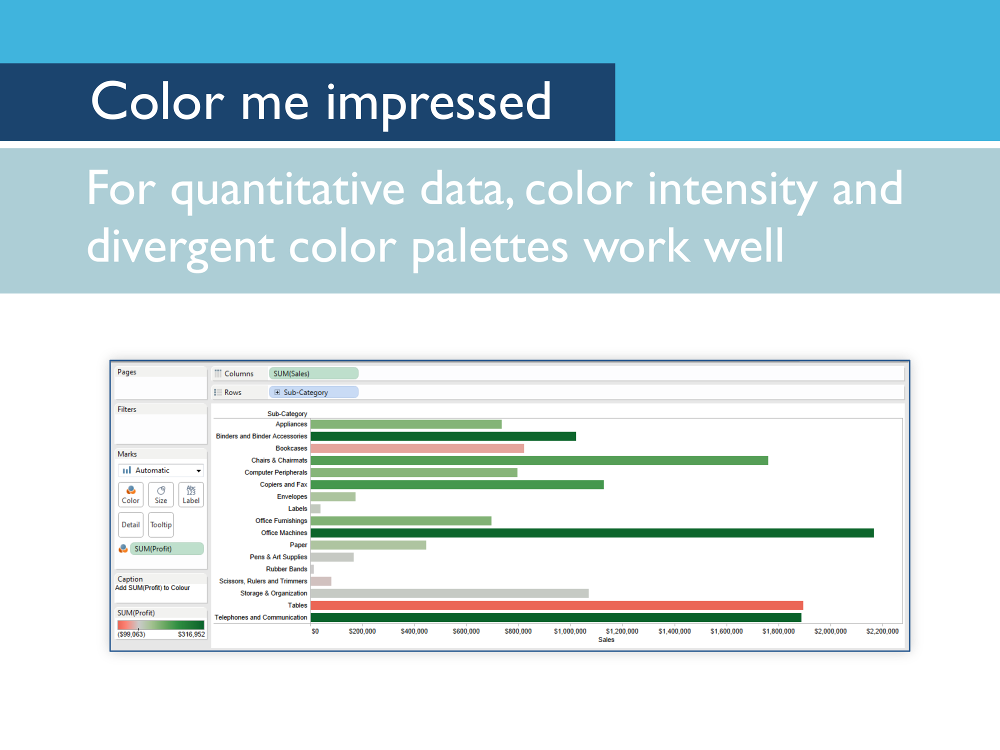 Color me impressed
For quantitative data, color intensity and
divergent color palettes work well
Pages
Filters
Marks
Automatic
Color
Size
Abc
123
Label
Detail
Tooltip
SUM(Profit)
Caption
Add SUM(Profit) to Colour
SUM(Profit)
($99,063) $316,952
Columns SUM(Sales)
Rows Sub-Category
Sub-Category
Appliances
Binders and Binder Accessories
Bookcases
Chairs & Chairmats
Computer Peripherals
Copiers and Fax
Envelopes
Labels
Office Furnishings
Office Machines
Paper
Pens & Art Supplies
Rubber Bands
Scissors, Rulers and Trimmers
Storage & Organization
Tables
Telephones and Communication
$0 $200,000 $400,000 $600,000 $800,000 $1,000,000 $1,200,000 $1,400,000 $1,600,000 $1,800,000 $2,000,000 $2,200,000
Sales